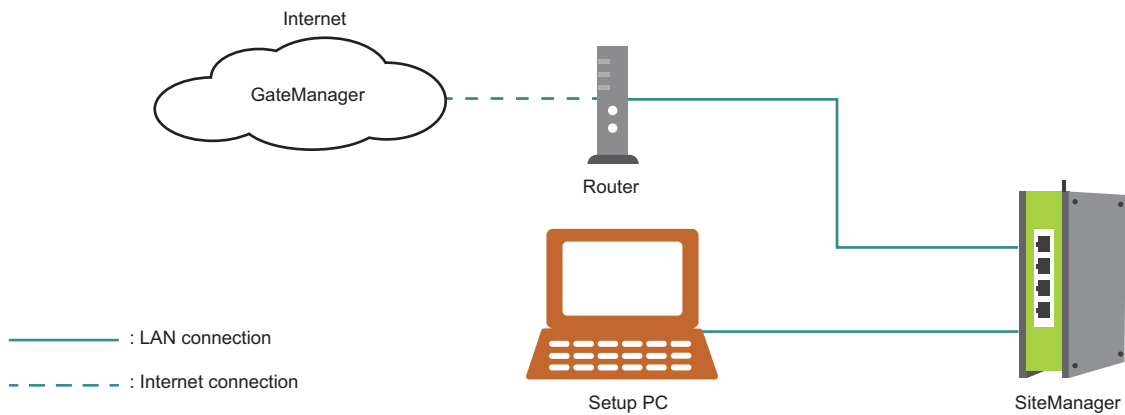 Internet
GateManager
Router
: LAN connection
: Internet connection
Setup PC
SiteManager